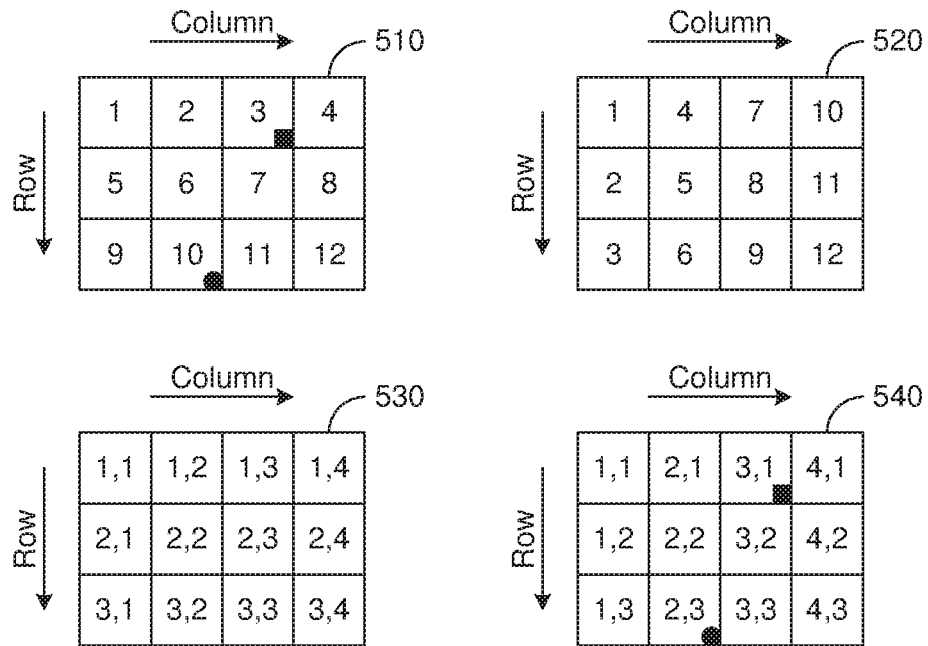 Column
510
Row
1 2 3 4
5 6 7 8
9 10 11 12
Column
520
Row
1 4 7 10
2 5 8 11
3 6 9 12
Column
530
Row
1,1 1,2 1,3 1,4
2,1 2,2 2,3 2,4
3,1 3,2 3,3 3,4
Column
540
Row
1,1 2,1 3,1 4,1
1,2 2,2 3,2 4,2
1,3 2,3 3,3 4,3